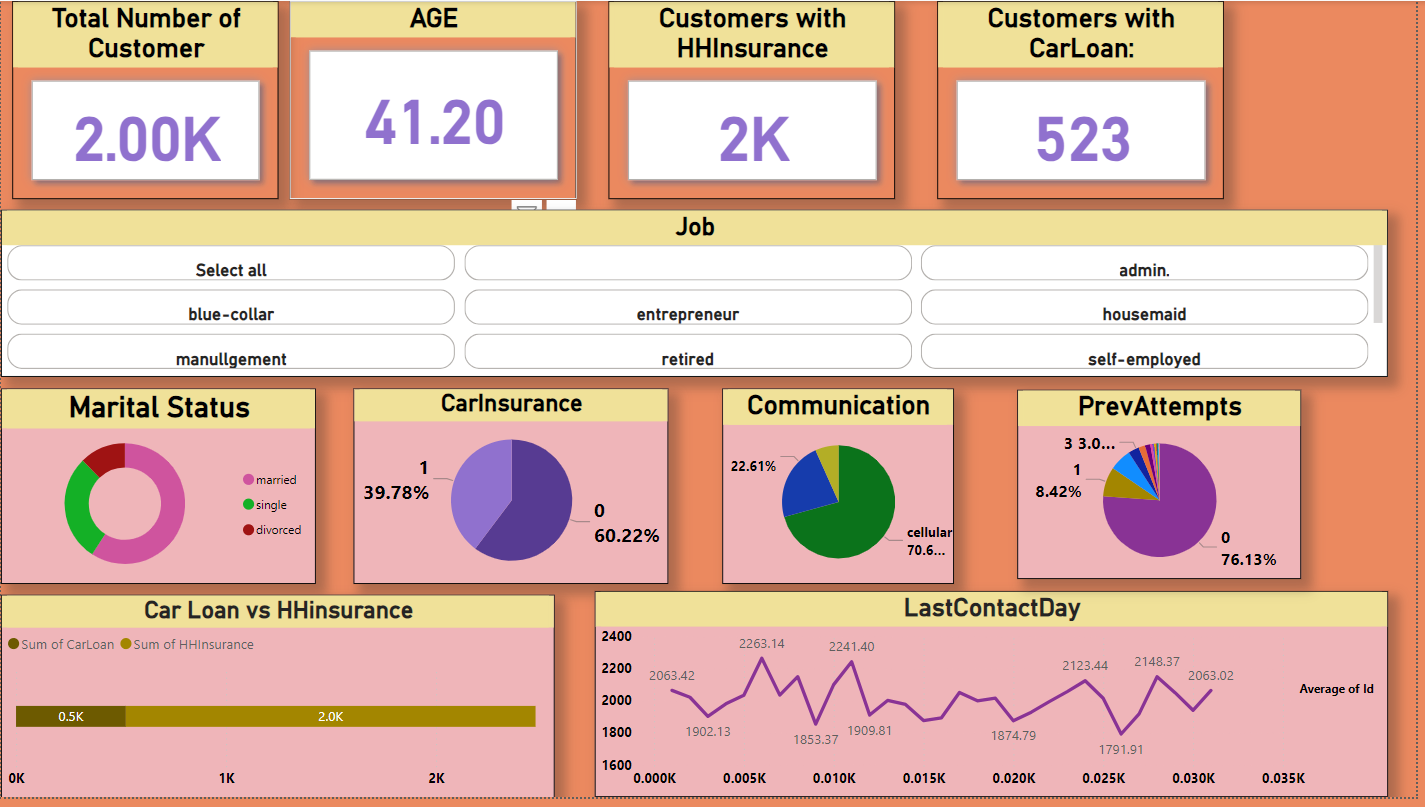 Total Number of
Customer
2.00K
AGE
41.20
Customers with
HHInsurance
2K
Customers with
CarLoan:
523
Job
Select all
admin.
blue-collar
entrepreneur
housemaid
manullgement
retired
self-employed
Marital Status
married
single
divorced
CarInsurance
1
39.78%
0
60.22%
Communication
22.61%
cellular
70.6...
PrevAttempts
3 3.0...
1
8.42%
0
76.13%
Car Loan vs HHinsurance
Sum of CarLoan
Sum of HHInsurance
0.5K
2.0K
0K
1K
2K
LastContactDay
2400
2200
2000
1800
1600
2063.42
1902.13
2263.14
1853.37
2241.40
1909.81
1874.79
2123.44
1791.91
2148.37
2063.02
Average of Id
0.000K
0.005K
0.010K
0.015K
0.020K
0.025K
0.030K
0.035K